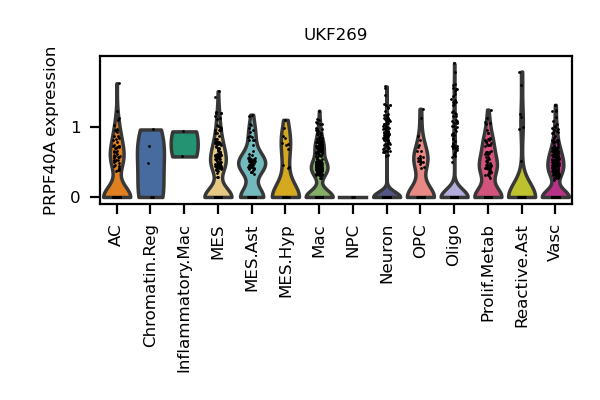 UKF269
PRPF40A expression
1
0
AC
Chromatin.Reg
Inflammatory.Mac
MES
MES.Ast
MES.Hyp
Mac
NPC
Neuron
OPC
Oligo
Prolif.Metab
Reactive.Ast
Vasc